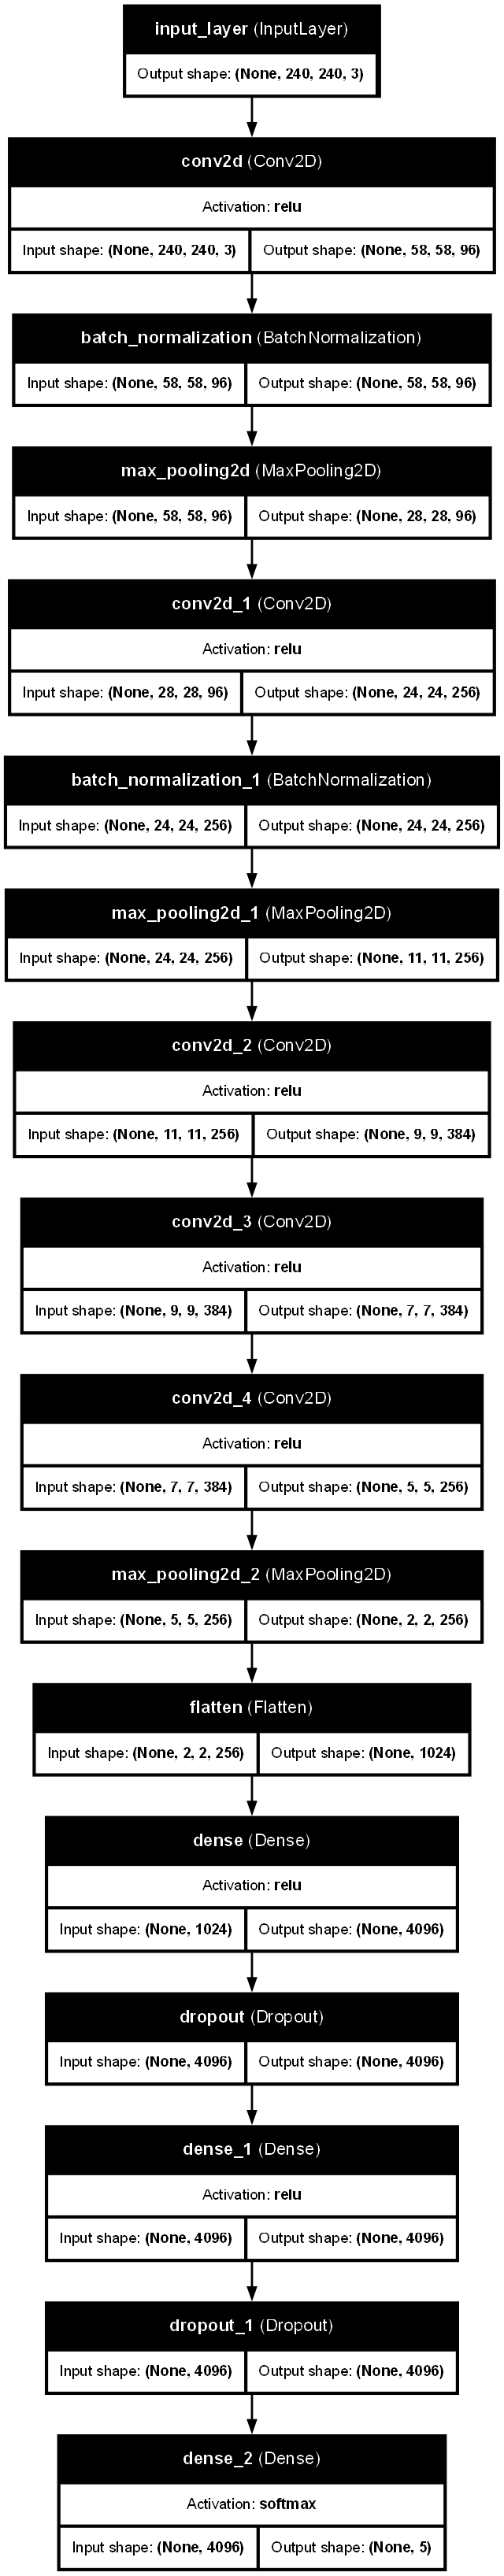 input_layer (InputLayer)
Output shape: (None, 240, 240, 3)
conv2d (Conv2D)
Activation: relu
Input shape: (None, 240, 240, 3) Output shape: (None, 58, 58, 96)
batch_normalization (BatchNormalization)
Input shape: (None, 58, 58, 96) Output shape: (None, 58, 58, 96)
max_pooling2d (MaxPooling2D)
Input shape: (None, 58, 58, 96) Output shape: (None, 28, 28, 96)
conv2d_1 (Conv2D)
Activation: relu
Input shape: (None, 28, 28, 96) Output shape: (None, 24, 24, 256)
batch_normalization_1 (BatchNormalization)
Input shape: (None, 24, 24, 256) Output shape: (None, 24, 24, 256)
max_pooling2d_1 (MaxPooling2D)
Input shape: (None, 24, 24, 256) Output shape: (None, 11, 11, 256)
conv2d_2 (Conv2D)
Activation: relu
Input shape: (None, 11, 11, 256) Output shape: (None, 9, 9, 384)
conv2d_3 (Conv2D)
Activation: relu
Input shape: (None, 9, 9, 384) Output shape: (None, 7, 7, 384)
conv2d_4 (Conv2D)
Activation: relu
Input shape: (None, 7, 7, 384) Output shape: (None, 5, 5, 256)
max_pooling2d_2 (MaxPooling2D)
Input shape: (None, 5, 5, 256) Output shape: (None, 2, 2, 256)
flatten (Flatten)
Input shape: (None, 2, 2, 256) Output shape: (None, 1024)
dense (Dense)
Activation: relu
Input shape: (None, 1024) Output shape: (None, 4096)
dropout (Dropout)
Input shape: (None, 4096) Output shape: (None, 4096)
dense_1 (Dense)
Activation: relu
Input shape: (None, 4096) Output shape: (None, 4096)
dropout_1 (Dropout)
Input shape: (None, 4096) Output shape: (None, 4096)
dense_2 (Dense)
Activation: softmax
Input shape: (None, 4096) Output shape: (None, 5)